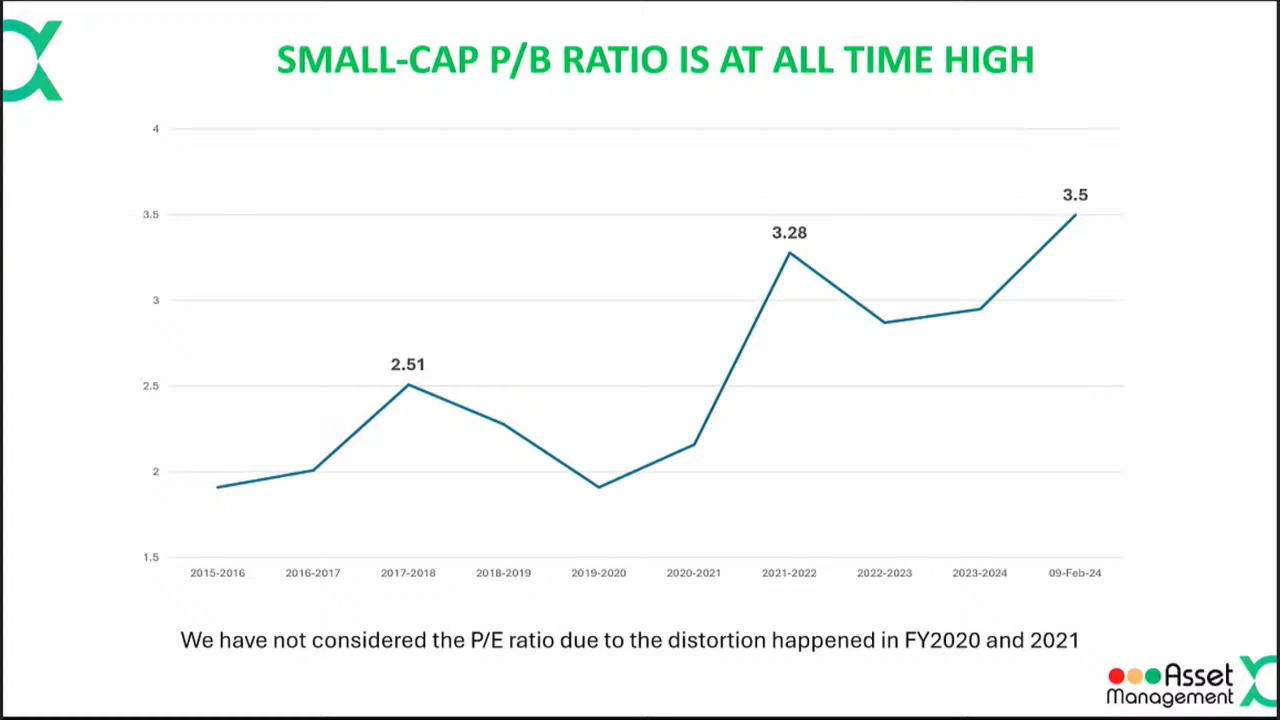 SMALL-CAP P/B RATIO IS AT ALL TIME HIGH
4
3.5
3
2.5
2
1.5
2.51
3.28
3.5
2015-2016 2016-2017 2017-2018 2018-2019 2019-2020 2020-2021 2021-2022 2022-2023 2023-2024 09-Feb-24
We have not considered the P/E ratio due to the distortion happened in FY2020 and 2021
Asset
Management